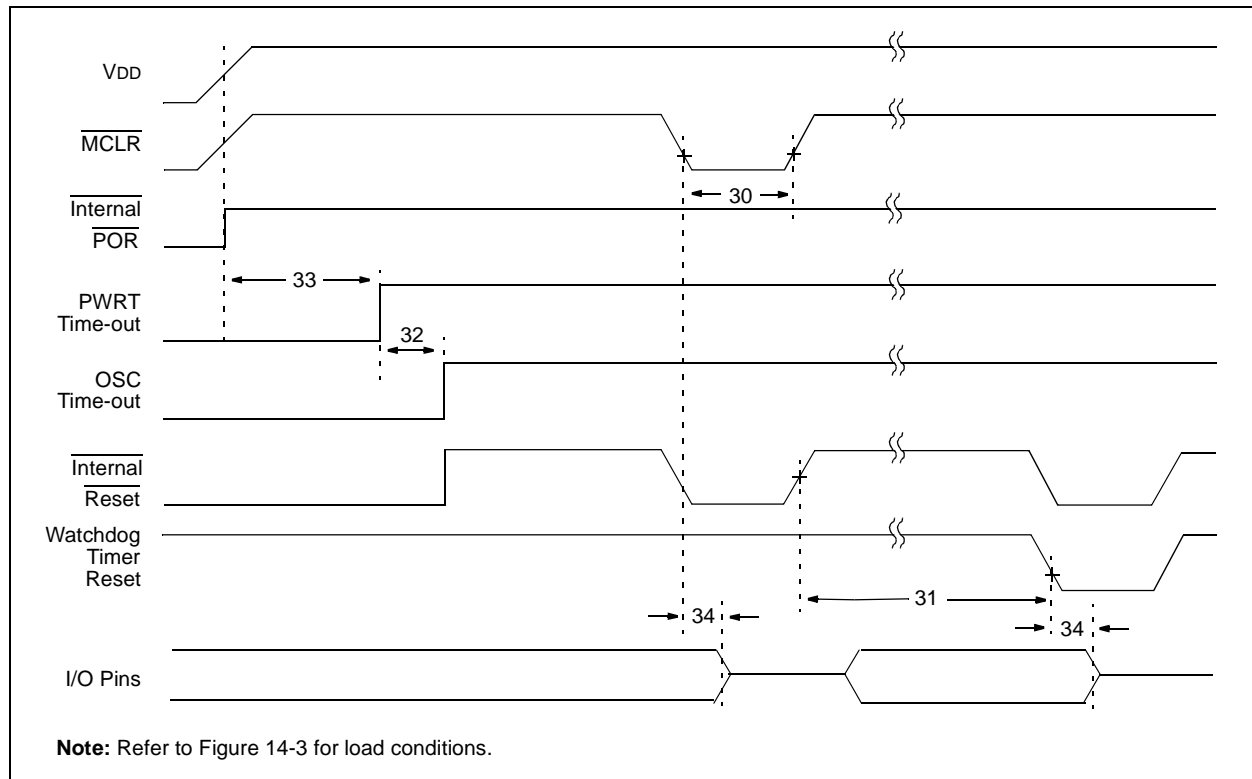 VDD
MCLR
Internal
POR
30
33
PWRT
Time-out
32
OSC
Time-out
Internal
Reset
Watchdog
Timer
Reset
31
34
34
I/O Pins
Note: Refer to Figure 14-3 for load conditions.